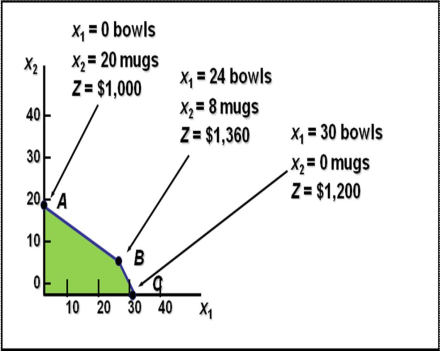 x₁ = 0 bowls
x₂ = 20 mugs
Z = $1,000
x₁ = 24 bowls
x₂ = 8 mugs
Z = $1,360
x₁ = 30 bowls
x₂ = 0 mugs
Z = $1,200
x₂
40
30
20
A
10
B
0
C
10 20 30 40 x₁